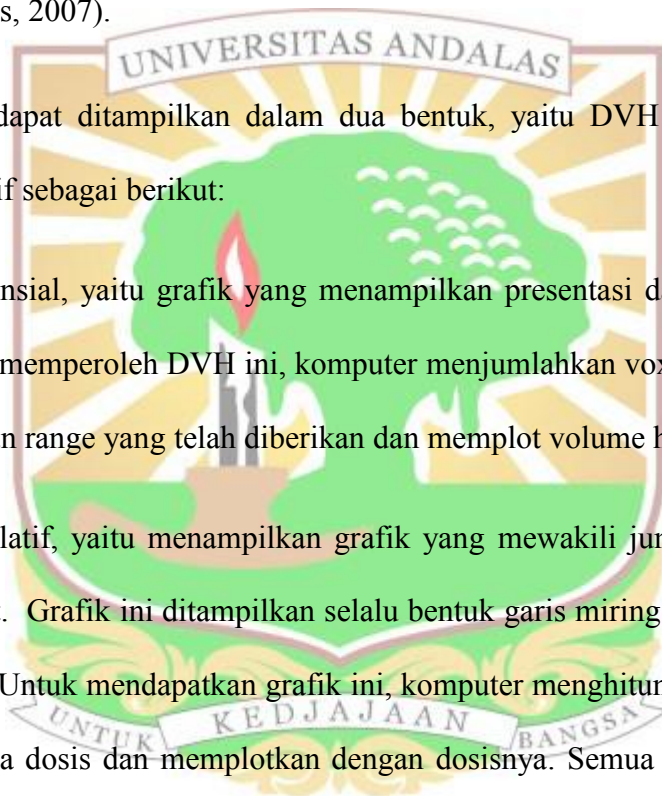 s, 2007).
UNIVERSITAS ANDALAS
dapat ditampilkan dalam dua bentuk, yaitu DVH
if sebagai berikut:
nsial, yaitu grafik yang menampilkan presentasi d
memperoleh DVH ini, komputer menjumlahkan vox
n range yang telah diberikan dan memplot volume h
latif, yaitu menampilkan grafik yang mewakili jur
. Grafik ini ditampilkan selalu bentuk garis miring
Untuk mendapatkan grafik ini, komputer menghitun
UNTUK KEDJAJAAN BANGSA
a dosis dan memplotkan dengan dosisnya. Semua